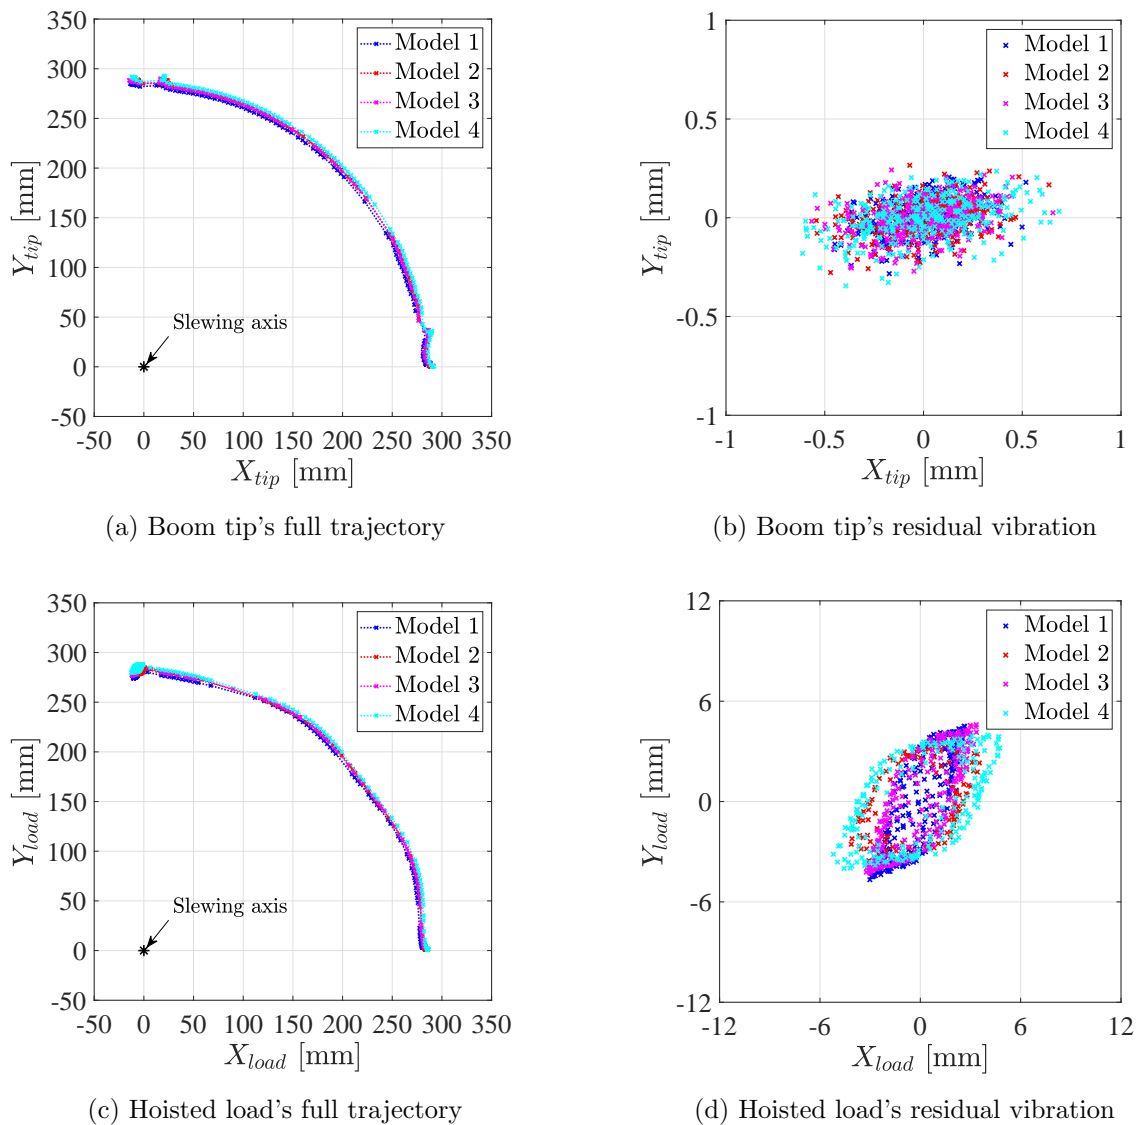 350
300
250
200
150
100
50
0
-50
-50 0 50 100 150 200 250 300 350
Y_tip [mm]
X_tip [mm]
Model 1
Model 2
Model 3
Model 4
Slewing axis
(a) Boom tip's full trajectory
1
0.5
0
-0.5
-1
-1 -0.5 0 0.5 1
Y_tip [mm]
X_tip [mm]
Model 1
Model 2
Model 3
Model 4
(b) Boom tip's residual vibration
350
300
250
200
150
100
50
0
-50
-50 0 50 100 150 200 250 300 350
Y_load [mm]
X_load [mm]
Model 1
Model 2
Model 3
Model 4
Slewing axis
(c) Hoisted load's full trajectory
12
6
0
-6
-12
-12 -6 0 6 12
Y_load [mm]
X_load [mm]
Model 1
Model 2
Model 3
Model 4
(d) Hoisted load's residual vibration